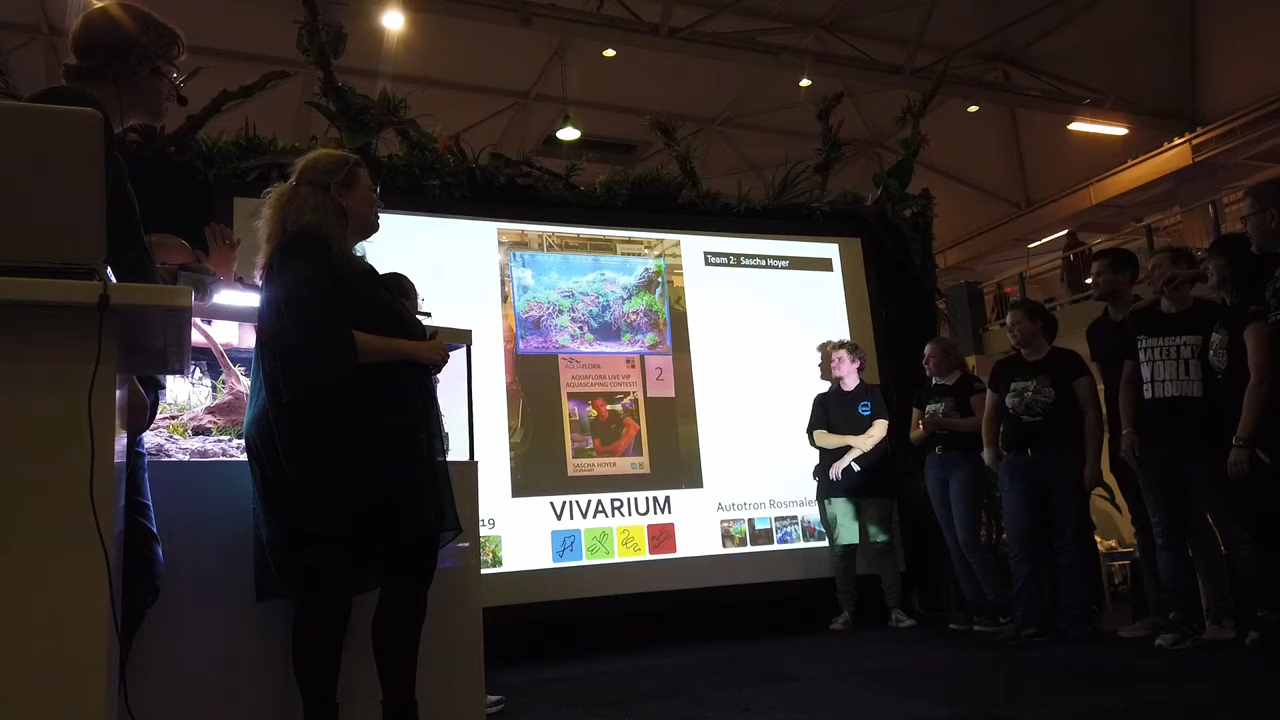 Team 2: Sascha Hoyer
AQUAFLORA
AQUAFLORA LIVE VIP
AQUASCAPING CONTEST!
2
SASCHA HOYER
GERMANY
19
VIVARIUM
Autotron Rosmalen
#AQUASCAPING
MAKES MY
WORLD
GO ROUND